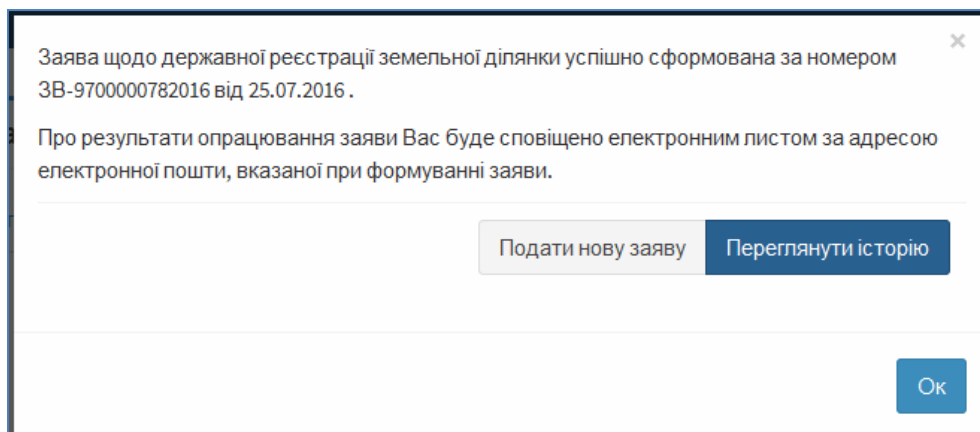 ×
Заява щодо державної реєстрації земельної ділянки успішно сформована за номером
ЗВ-9700000782016 від 25.07.2016 .
Про результати опрацювання заяви Вас буде сповіщено електронним листом за адресою
електронної пошти, вказаної при формуванні заяви.
Подати нову заяву Переглянути історію
Ок